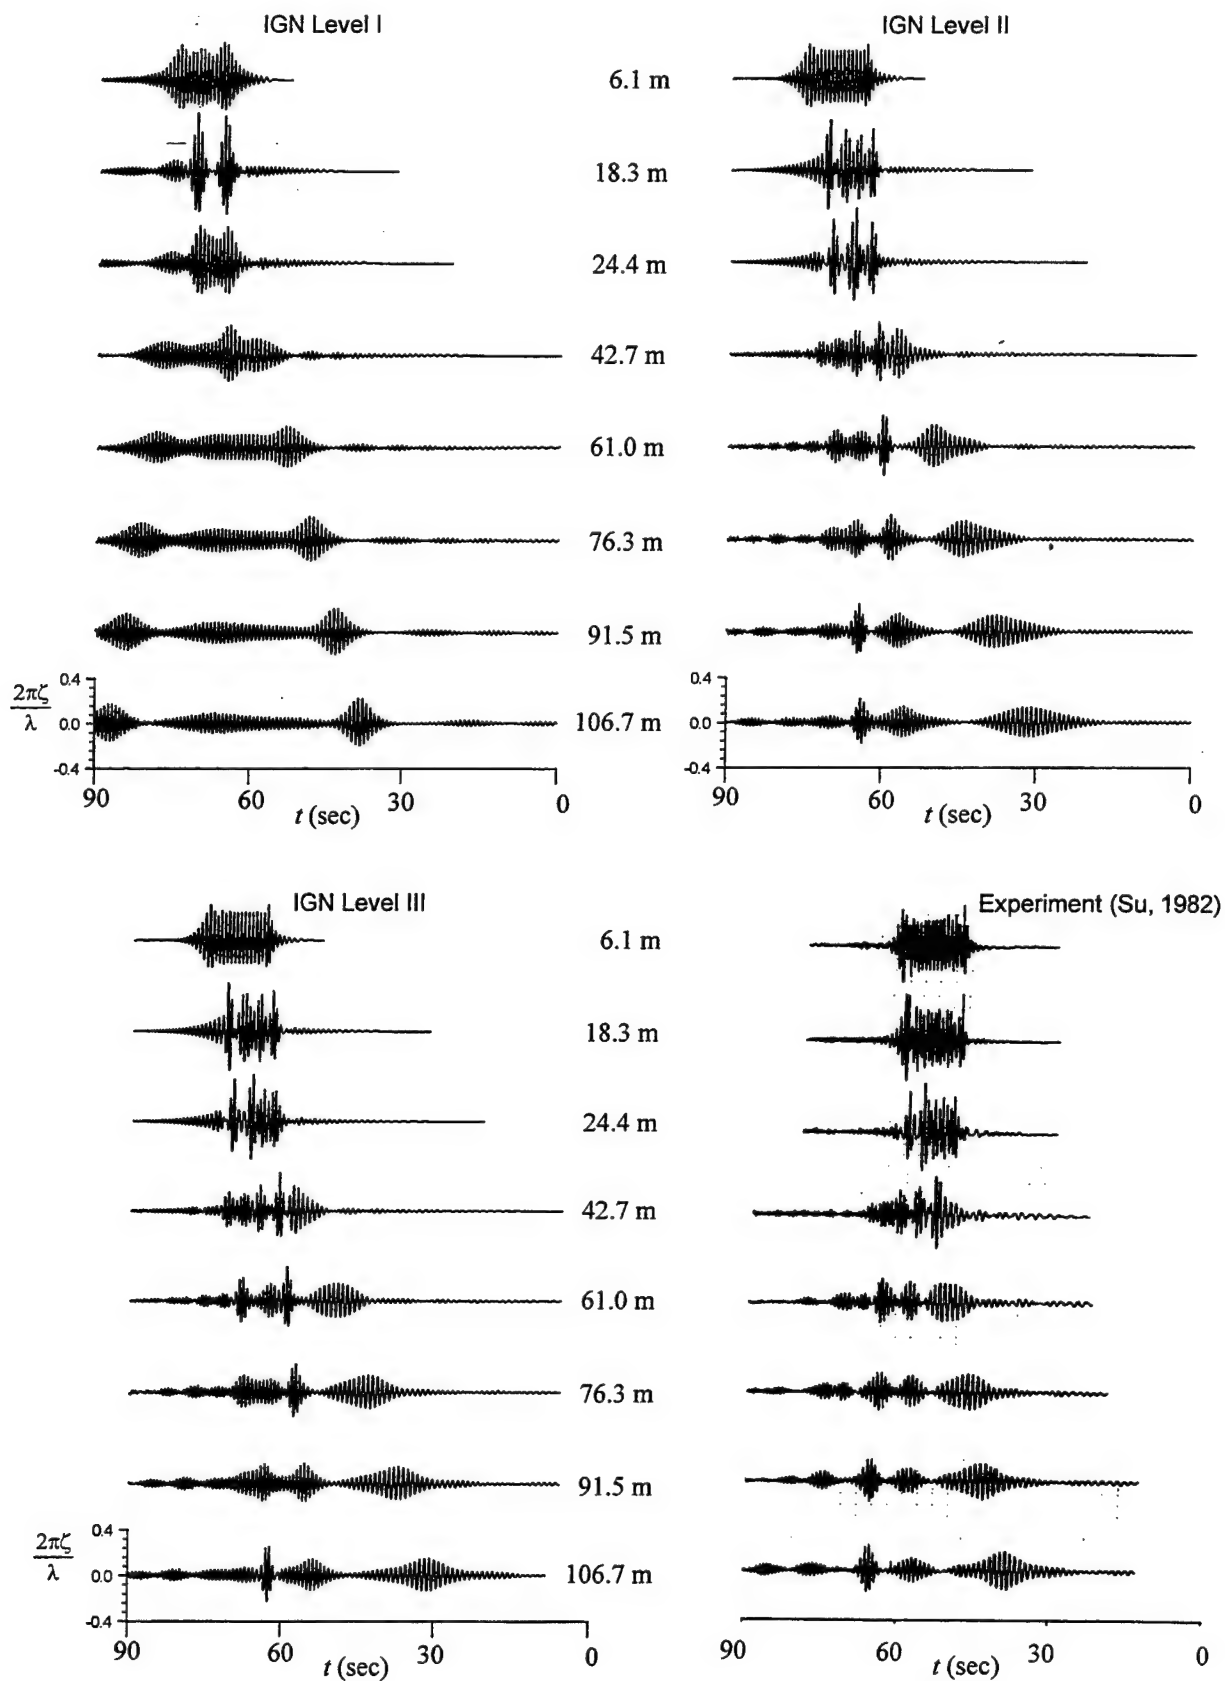 IGN Level I
IGN Level II
6.1 m
18.3 m
24.4 m
42.7 m
61.0 m
76.3 m
91.5 m
106.7 m
2πζ
λ
0.4
0.0
-0.4
90 60 30 0
t (sec)
0.4
0.0
-0.4
90 60 30 0
t (sec)
IGN Level III
Experiment (Su, 1982)
6.1 m
18.3 m
24.4 m
42.7 m
61.0 m
76.3 m
91.5 m
106.7 m
2πζ
λ
0.4
0.0
-0.4
90 60 30 0
t (sec)
90 60 30 0
t (sec)